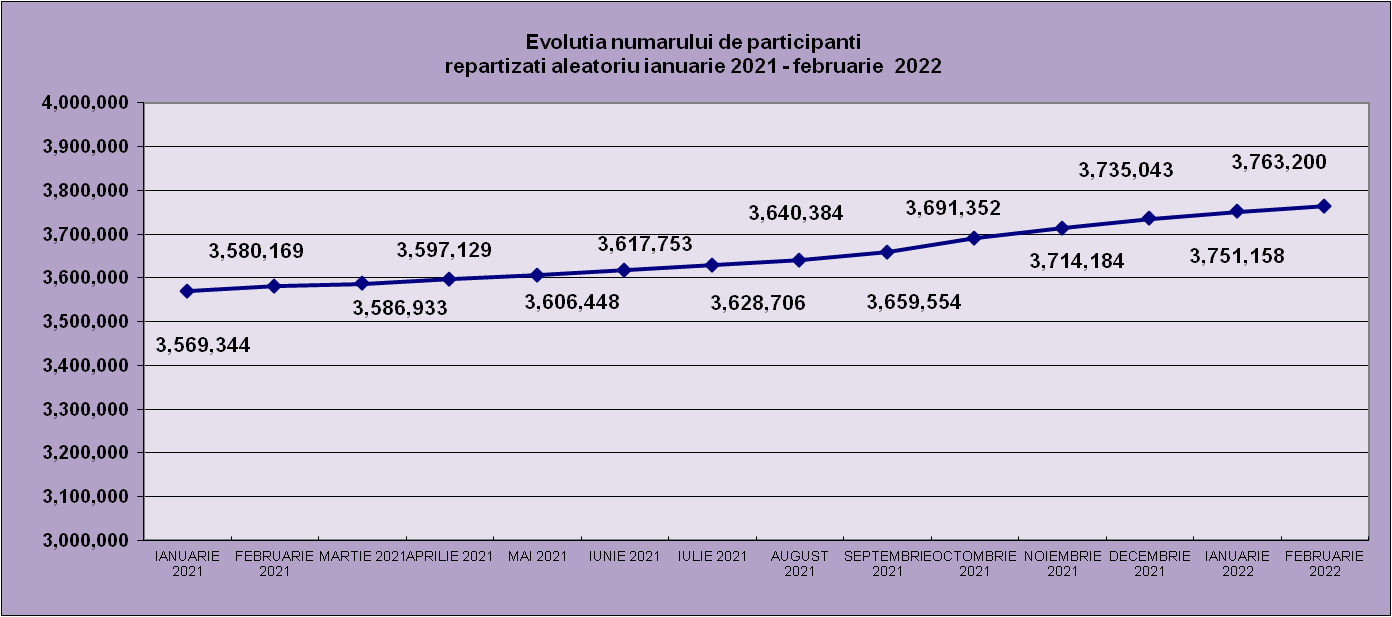 Evolutia numarului de participanti
repartizati aleatoriu ianuarie 2021 - februarie 2022
4,000,000
3,900,000
3,800,000
3,700,000
3,600,000
3,500,000
3,400,000
3,300,000
3,200,000
3,100,000
3,000,000
3,569,344
3,580,169
3,586,933
3,597,129
3,606,448
3,617,753
3,628,706
3,640,384
3,659,554
3,691,352
3,714,184
3,735,043
3,751,158
3,763,200
IANUARIE
2021
FEBRUARIE
2021
MARTIE 2021
APRILIE 2021
MAI 2021
IUNIE 2021
IULIE 2021
AUGUST
2021
SEPTEMBRIE
2021
OCTOMBRIE
2021
NOIEMBRIE
2021
DECEMBRIE
2021
IANUARIE
2022
FEBRUARIE
2022